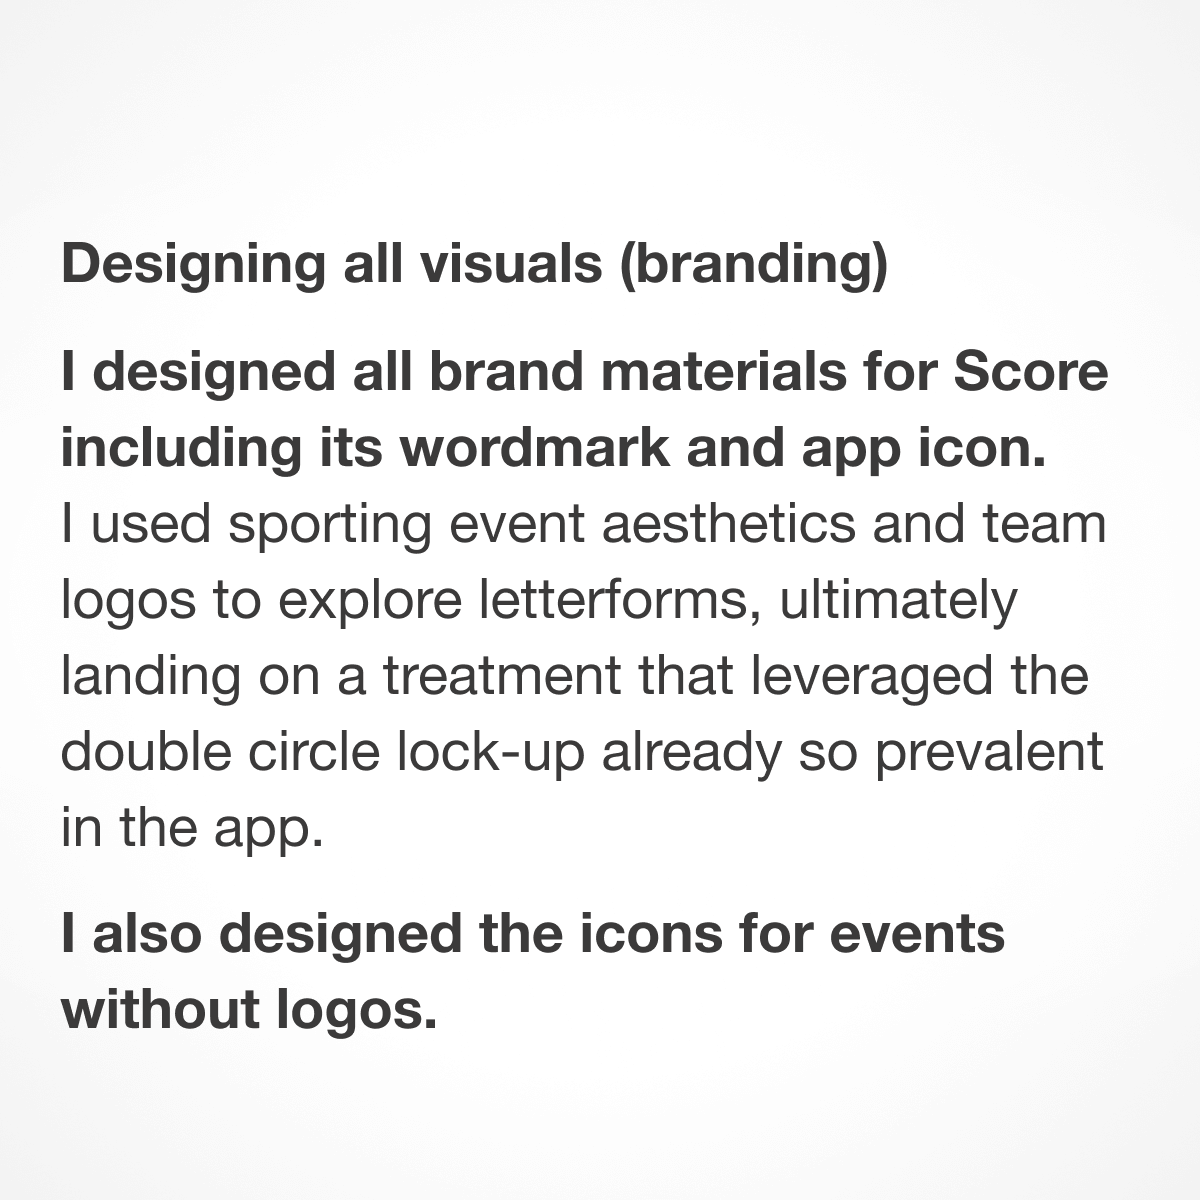 Designing all visuals (branding)
I designed all brand materials for Score
including its wordmark and app icon.
I used sporting event aesthetics and team
logos to explore letterforms, ultimately
landing on a treatment that leveraged the
double circle lock-up already so prevalent
in the app.
I also designed the icons for events
without logos.